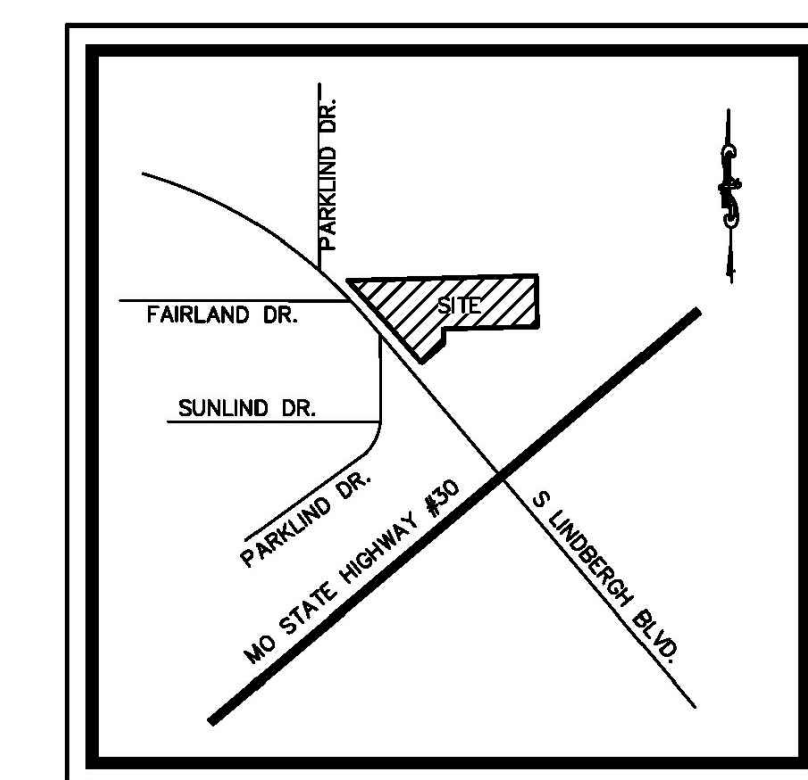 PARKLIND DR.
SITE
FAIRLAND DR.
SUNLIND DR.
PARKLIND DR.
MO STATE HIGHWAY #30
S LINDBERGH BLVD.